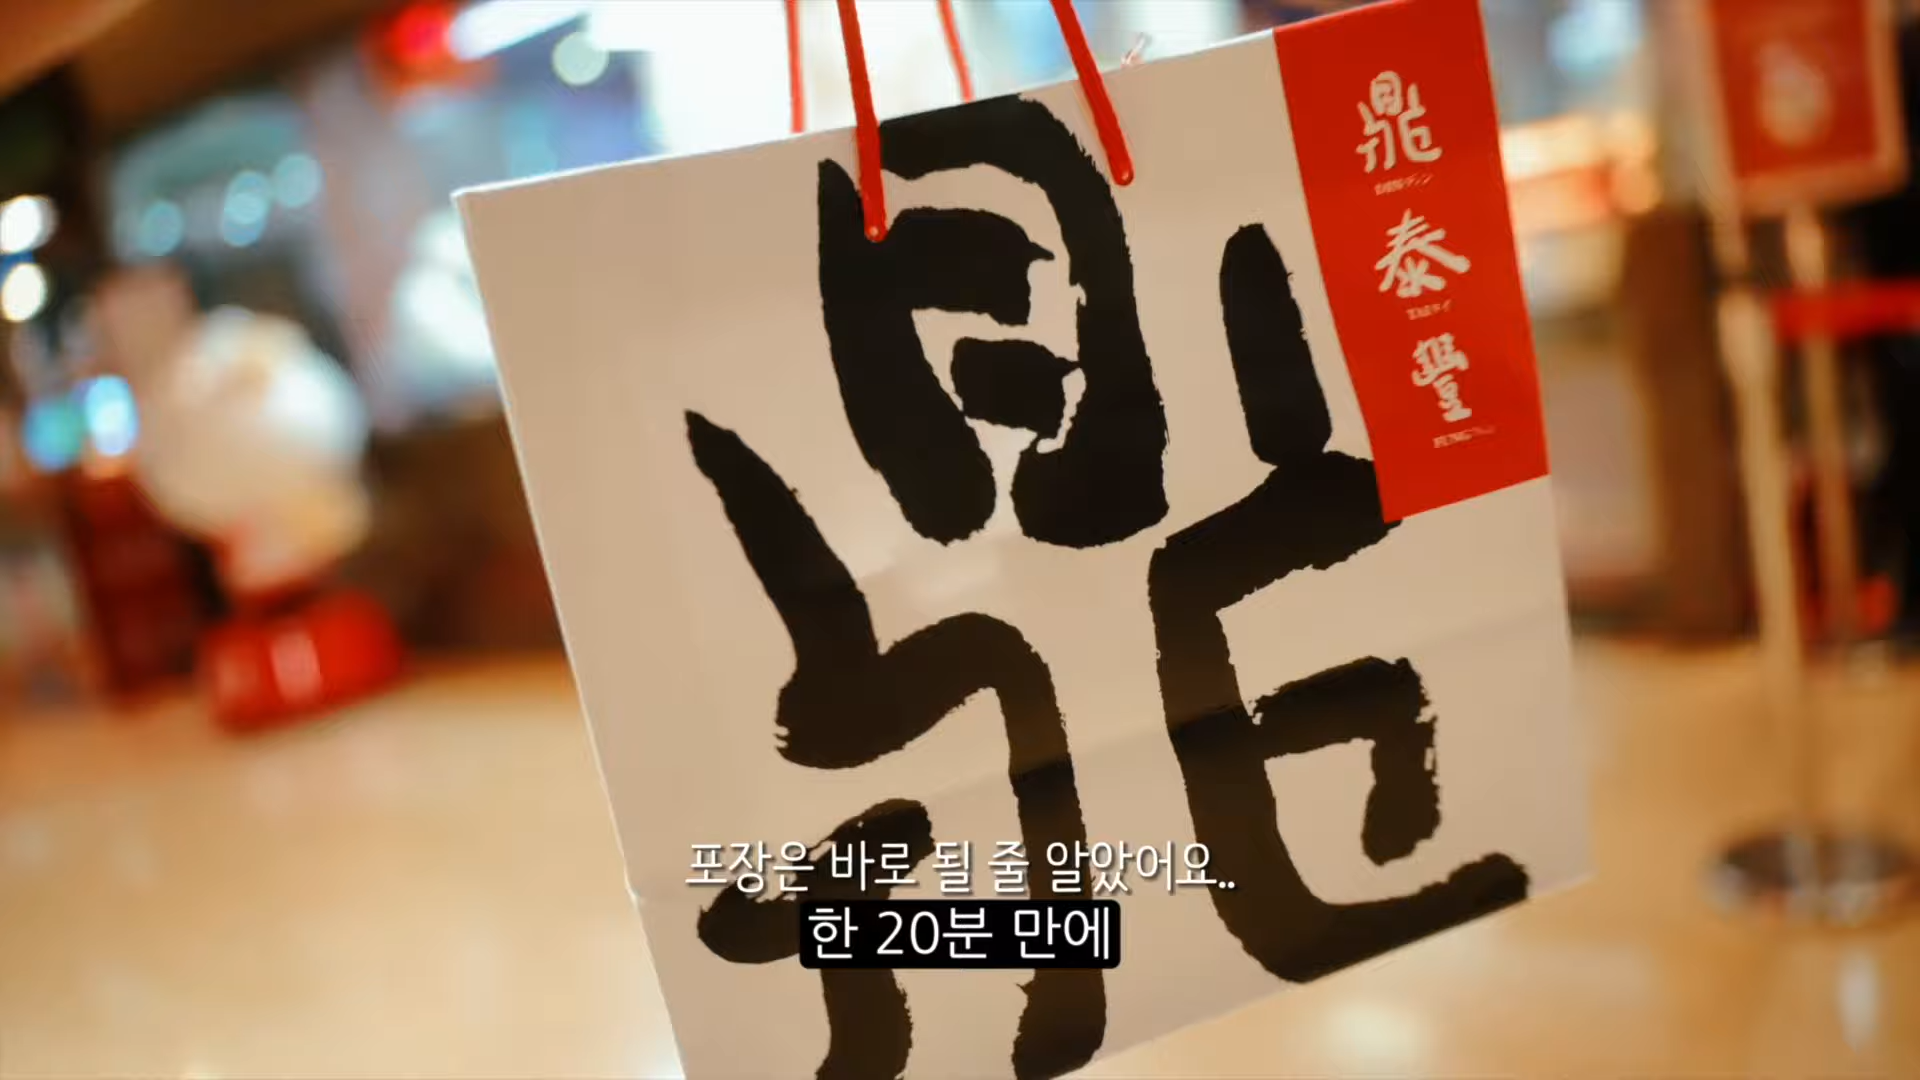 鼎
鼎
泰
豐
포장은 바로 될 줄 알았어요..
한 20분 만에